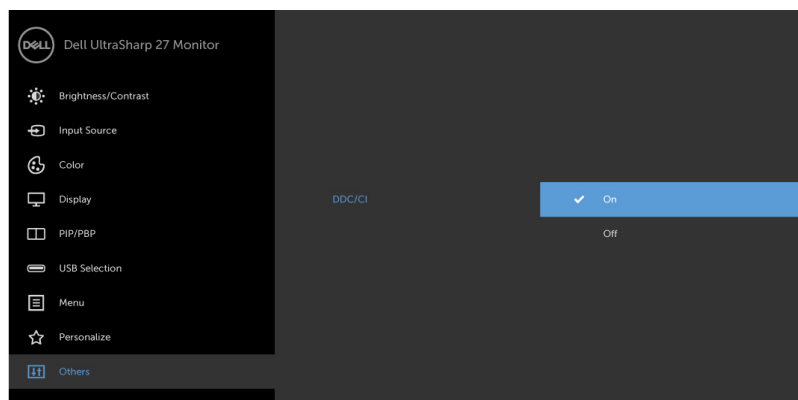 DELL
Dell UltraSharp 27 Monitor
Brightness/Contrast
Input Source
Color
Display
DDC/CI
On
PIP/PBP
Off
USB Selection
Menu
Personalize
Others